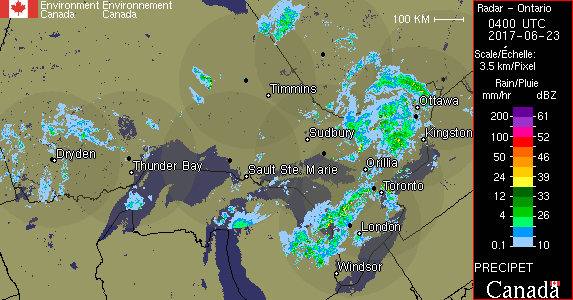 Environment Environnement
Canada Canada
100 KM
Timmins
Ottawa
Sudbury
Kingston
Dryden
Thunder Bay
Sault Ste. Marie
Orillia
Toronto
London
Windsor
Radar - Ontario
0400 UTC
2017-06-23
Scale/Échelle:
3.5 km/Pixel
Rain/Pluie
mm/hr dBZ
200 61
100 52
50 46
24 39
12 33
4 26
0.1 10
PRECIPET
Canada